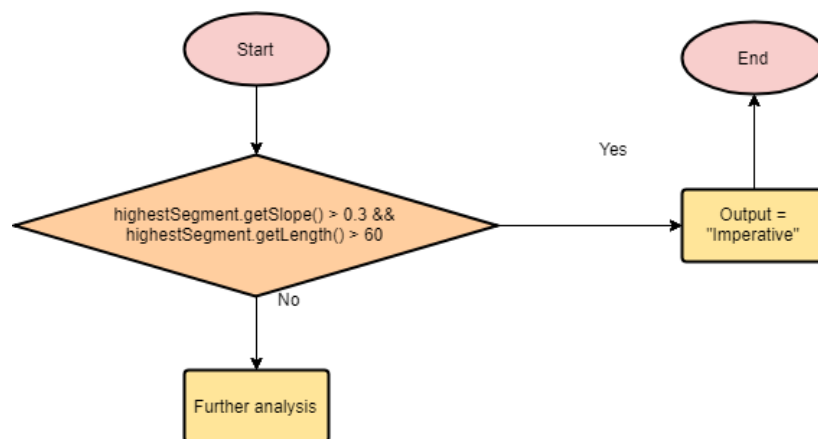 Start
End
Yes
highestSegment.getSlope() > 0.3 &&
highestSegment.getLength() > 60
Output =
"Imperative"
No
Further analysis